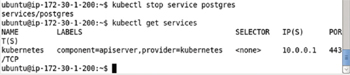 ubuntu@ip-172-30-1-200:~$ kubectl stop service postgres
services/postgres
ubuntu@ip-172-30-1-200:~$ kubectl get services
NAME LABELS SELECTOR IP(S) POR
T(S)
kubernetes component=apiserver,provider=kubernetes <none> 10.0.0.1 443
/TCP
ubuntu@ip-172-30-1-200:~$